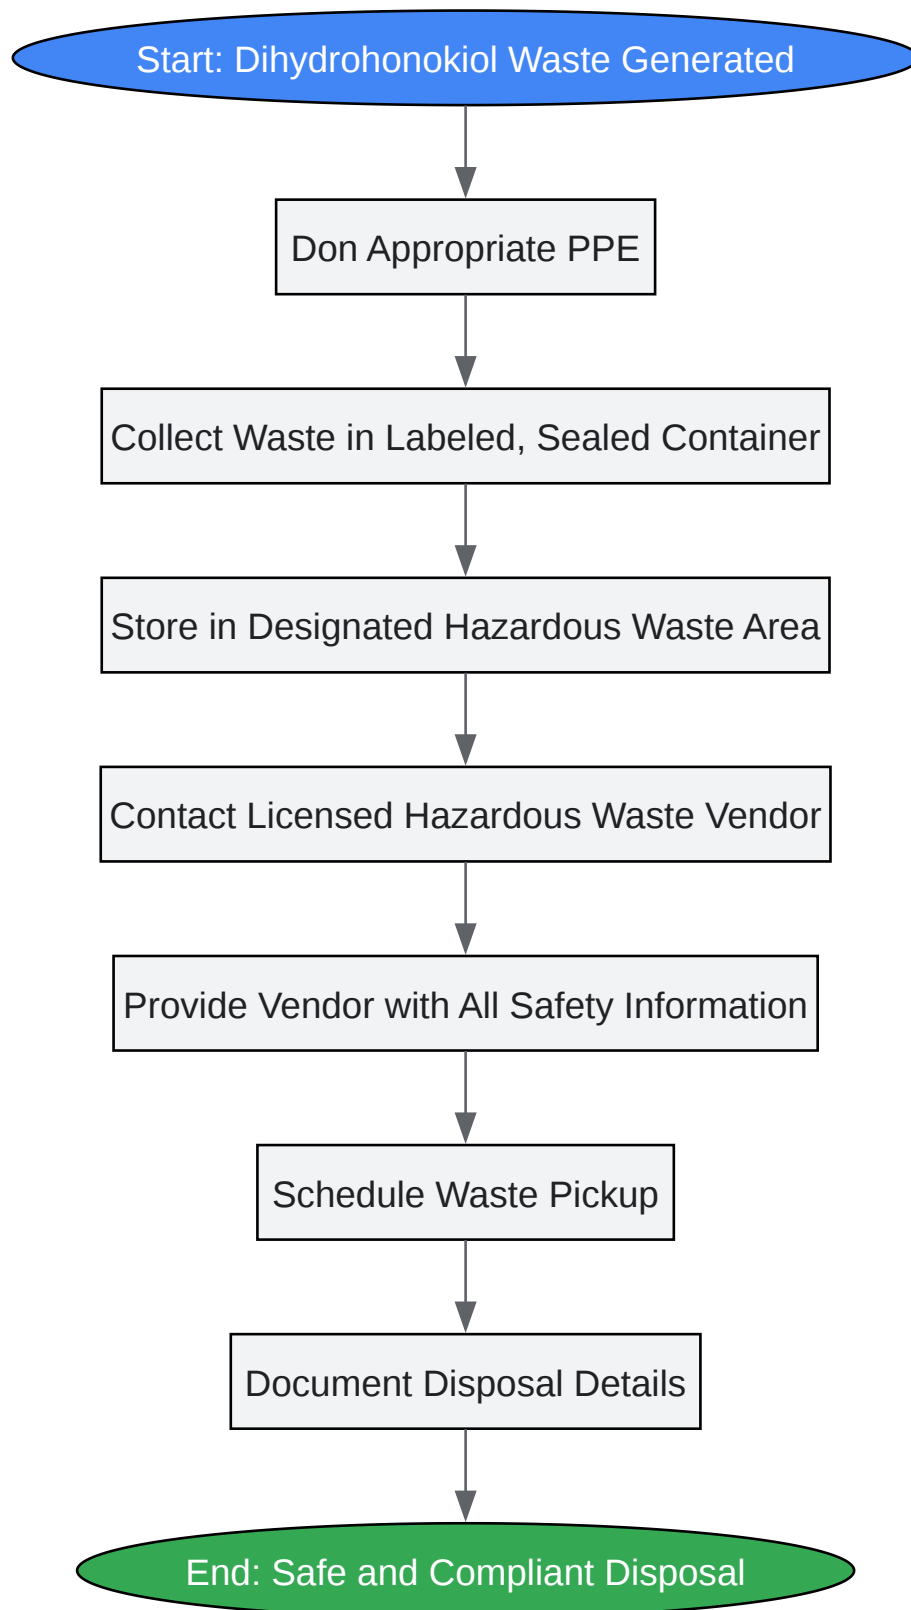 Start: Dihydrohonokiol Waste Generated
Don Appropriate PPE
Collect Waste in Labeled, Sealed Container
Store in Designated Hazardous Waste Area
Contact Licensed Hazardous Waste Vendor
Provide Vendor with All Safety Information
Schedule Waste Pickup
Document Disposal Details
End: Safe and Compliant Disposal